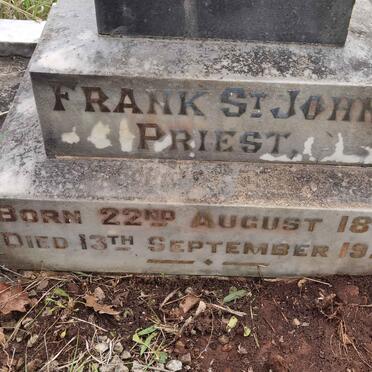 FRANK ST JOHN
PRIEST.
BORN 22ND AUGUST 18
DIED 13TH SEPTEMBER 19